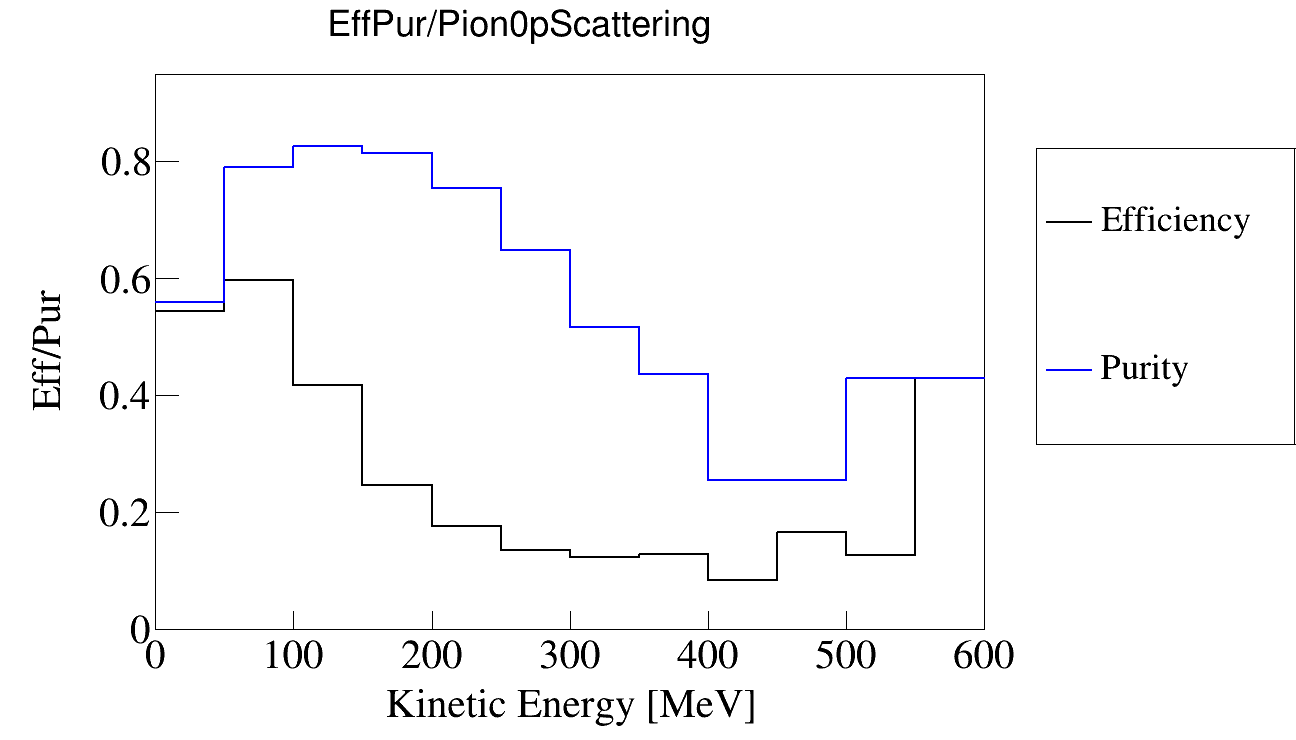 EffPur/Pion0pScattering
Eff/Pur
0.8
0.6
0.4
0.2
0
0 100 200 300 400 500 600
Kinetic Energy [MeV]
Efficiency
Purity